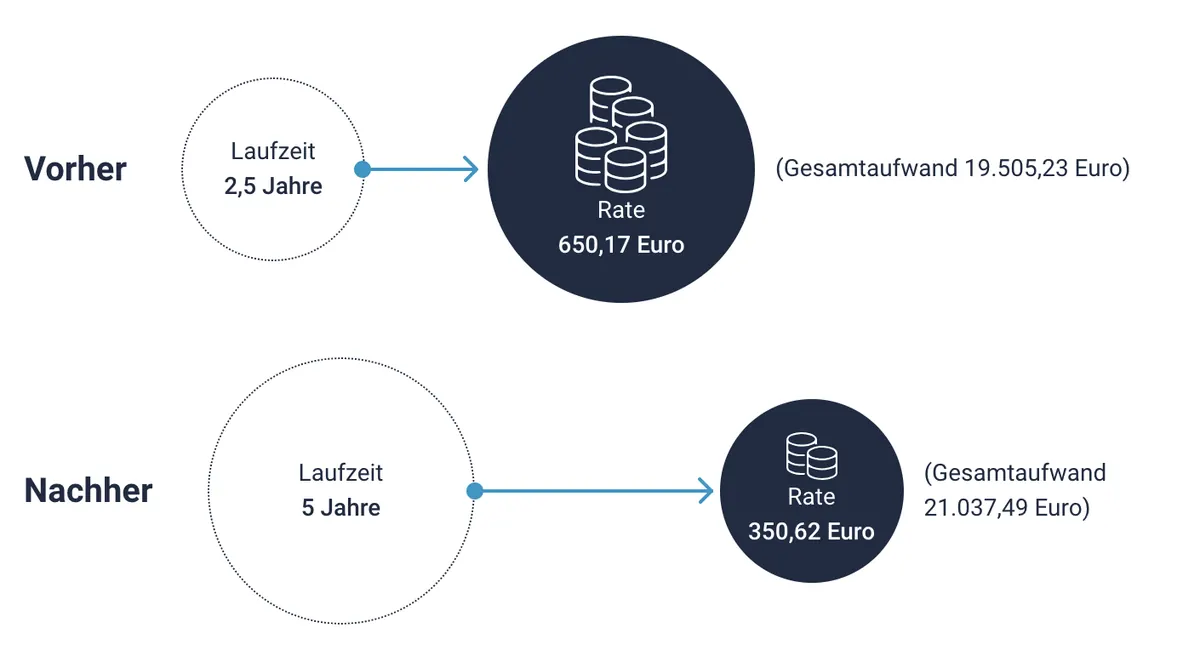 Vorher
Laufzeit
2,5 Jahre
Rate
650,17 Euro
(Gesamtaufwand 19.505,23 Euro)
Nachher
Laufzeit
5 Jahre
Rate
350,62 Euro
(Gesamtaufwand
21.037,49 Euro)